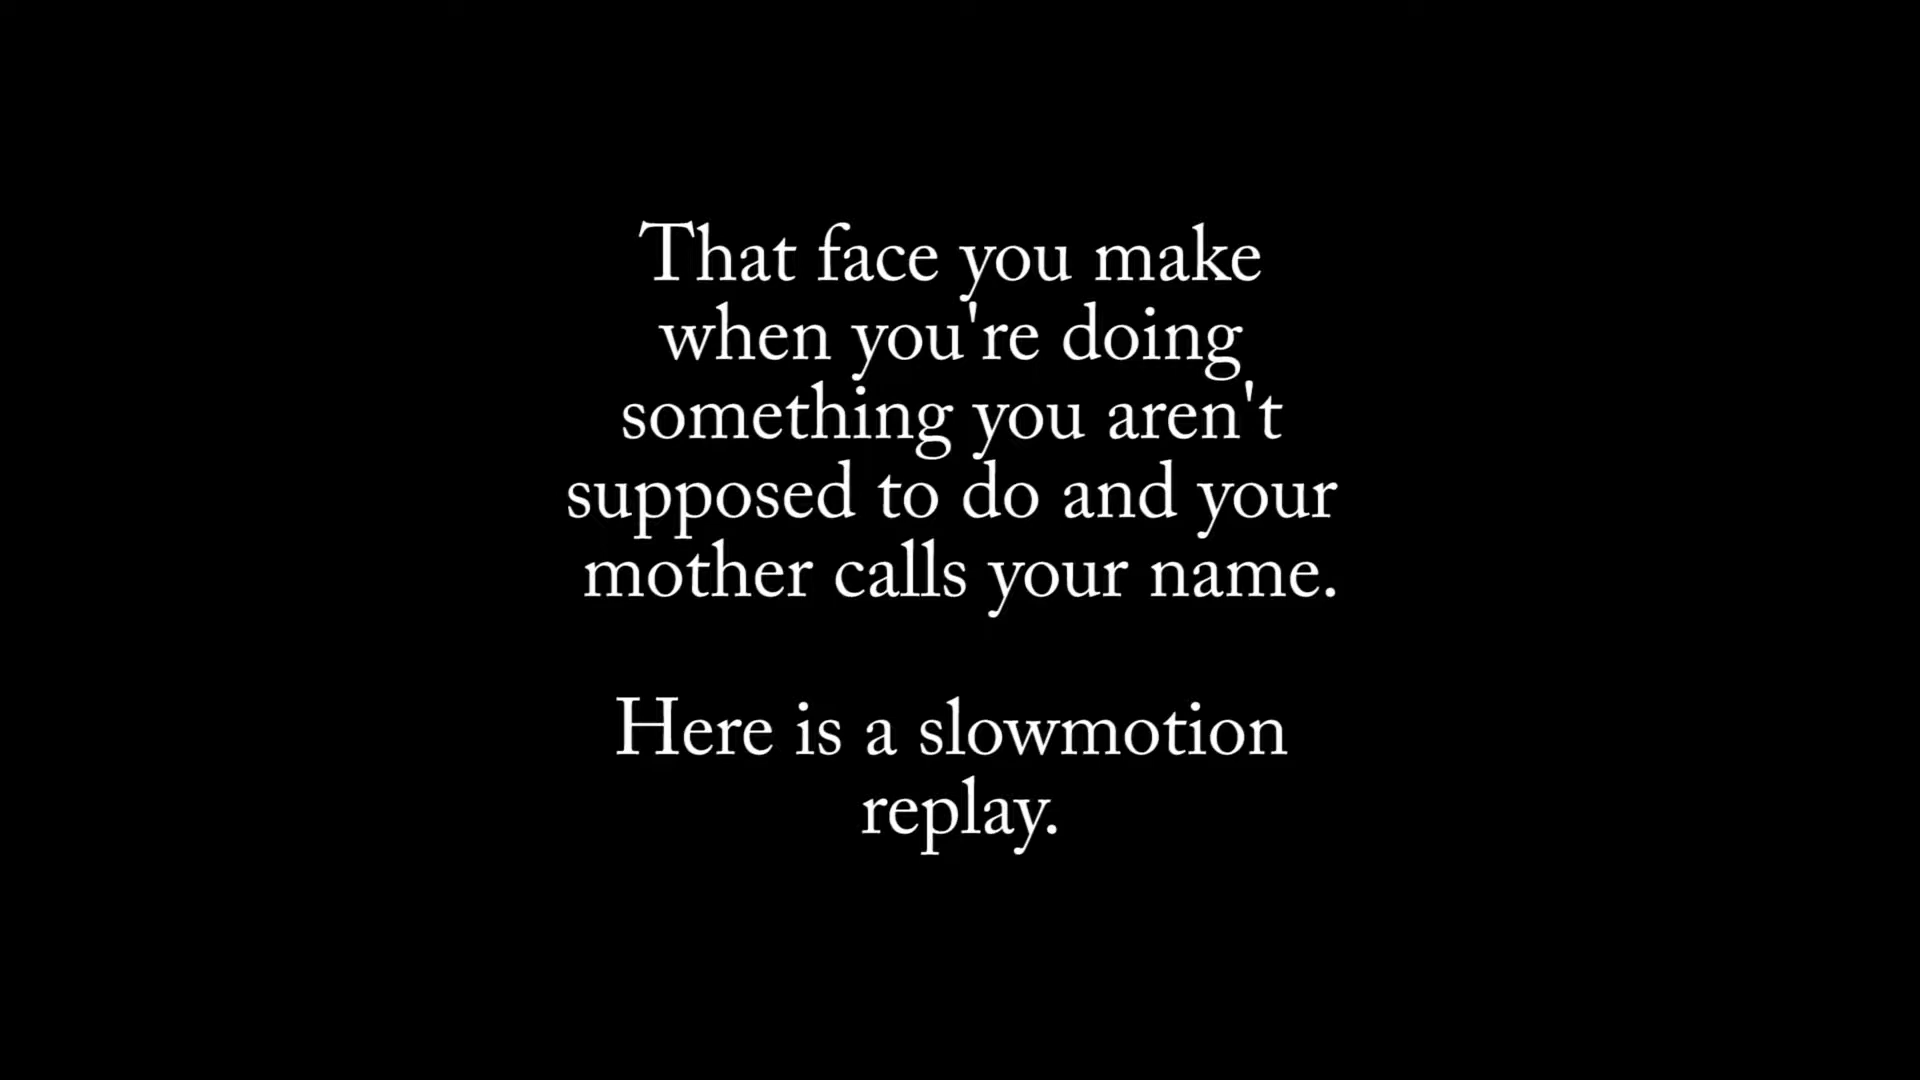 That face you make
when you're doing
something you aren't
supposed to do and your
mother calls your name.
Here is a slowmotion
replay.